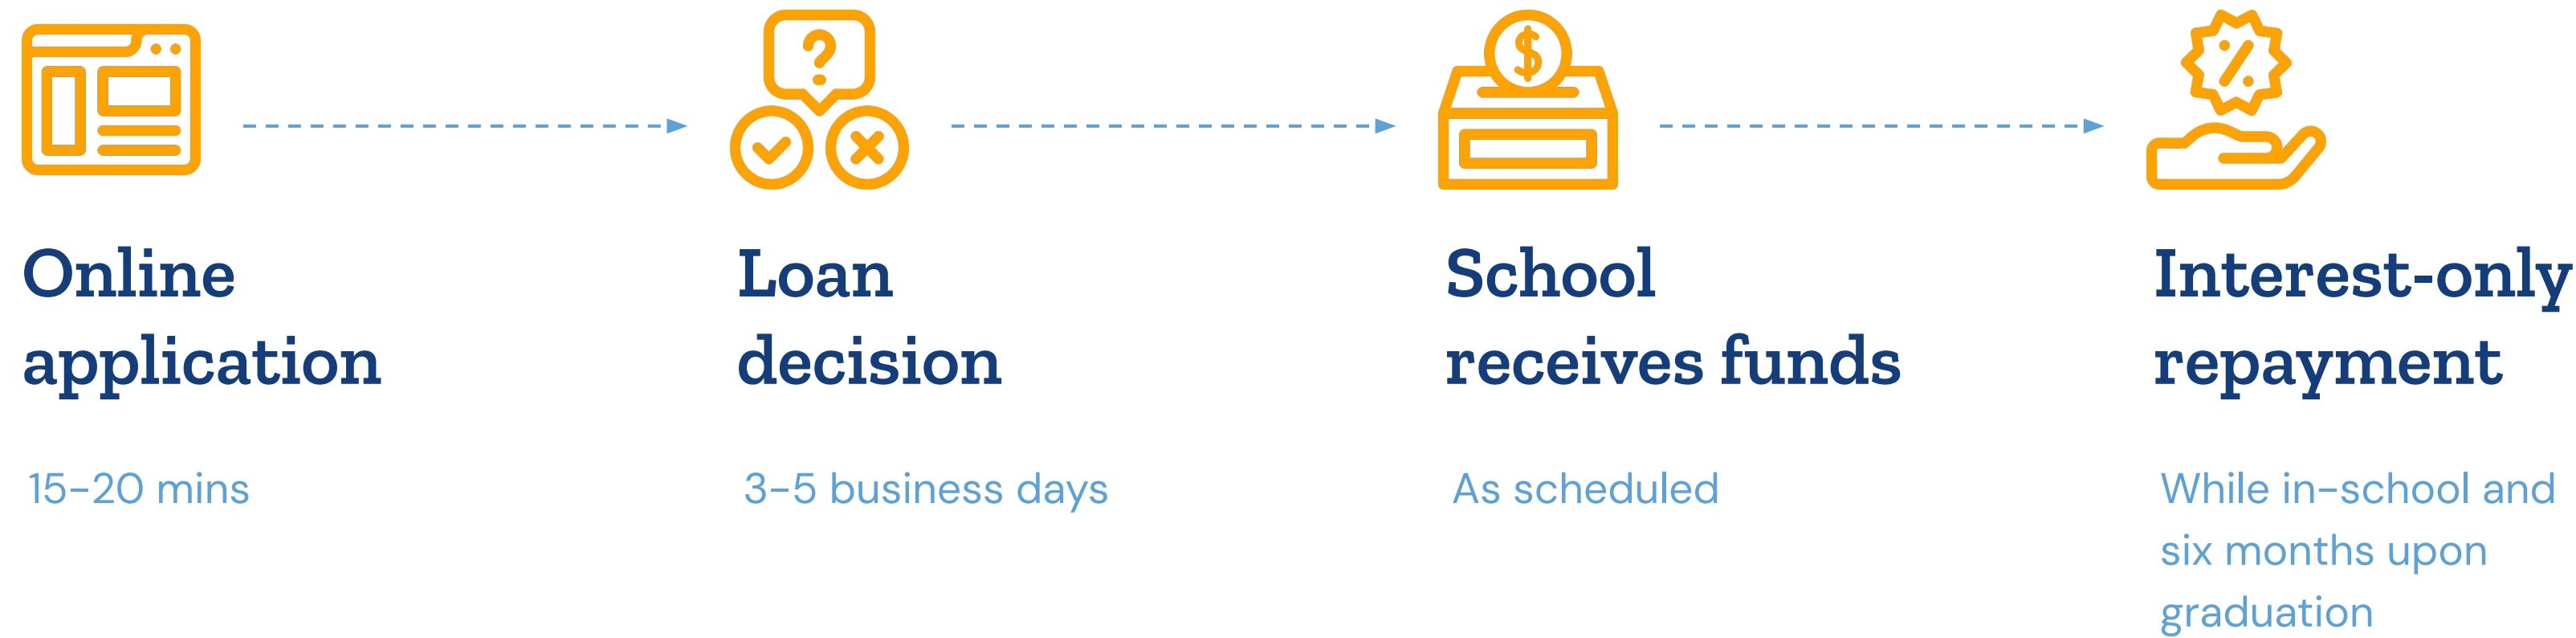 Online
application
15-20 mins
Loan
decision
3-5 business days
School
receives funds
As scheduled
Interest-only
repayment
While in-school and
six months upon
graduation